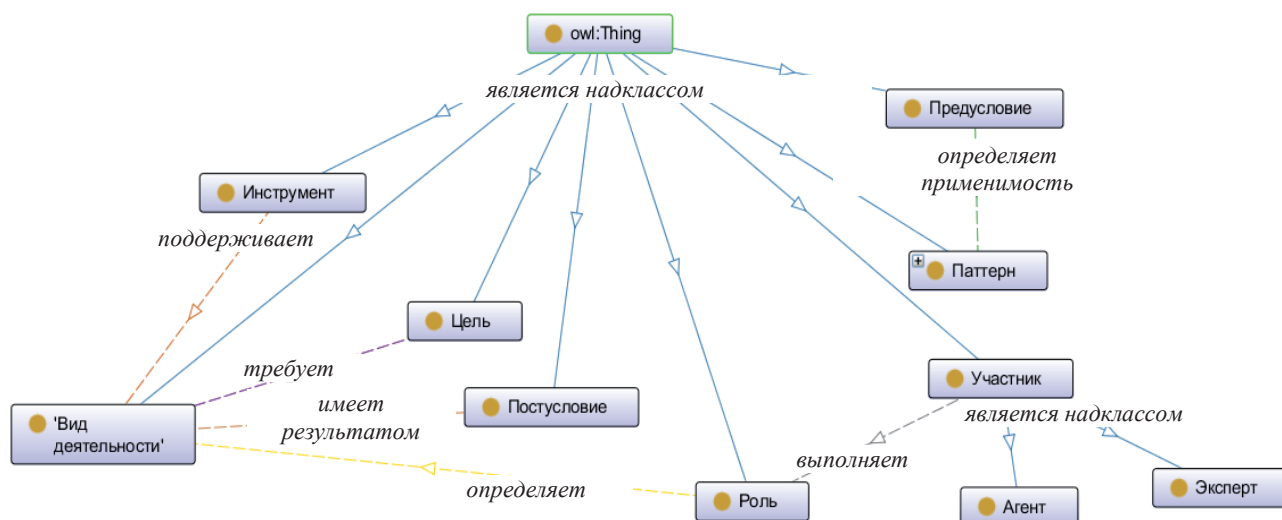 owl:Thing
является надклассом
Предусловие
определяет
применимость
Инструмент
поддерживает
Паттерн
Цель
требует
Участник
'Вид
деятельности'
имеет
результатом
Постусловие
является надклассом
выполняет
определяет
Роль
Агент
Эксперт